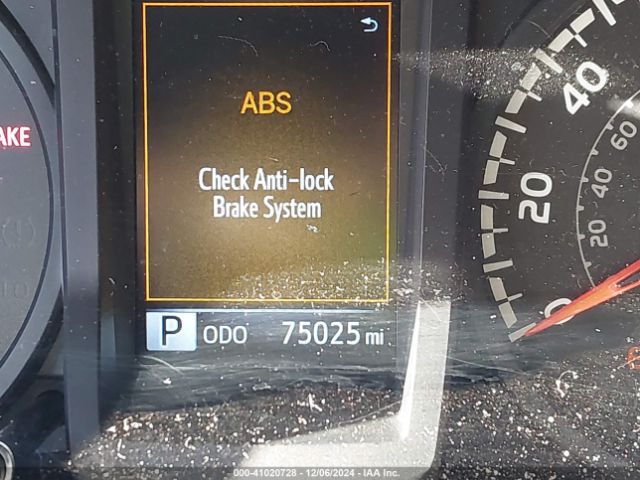 ABS
Check Anti-lock
Brake System
P ODO 75025 mi
AKE
40
20
0
60
40
20
000-41020728 - 12/06/2024 - IAA Inc.